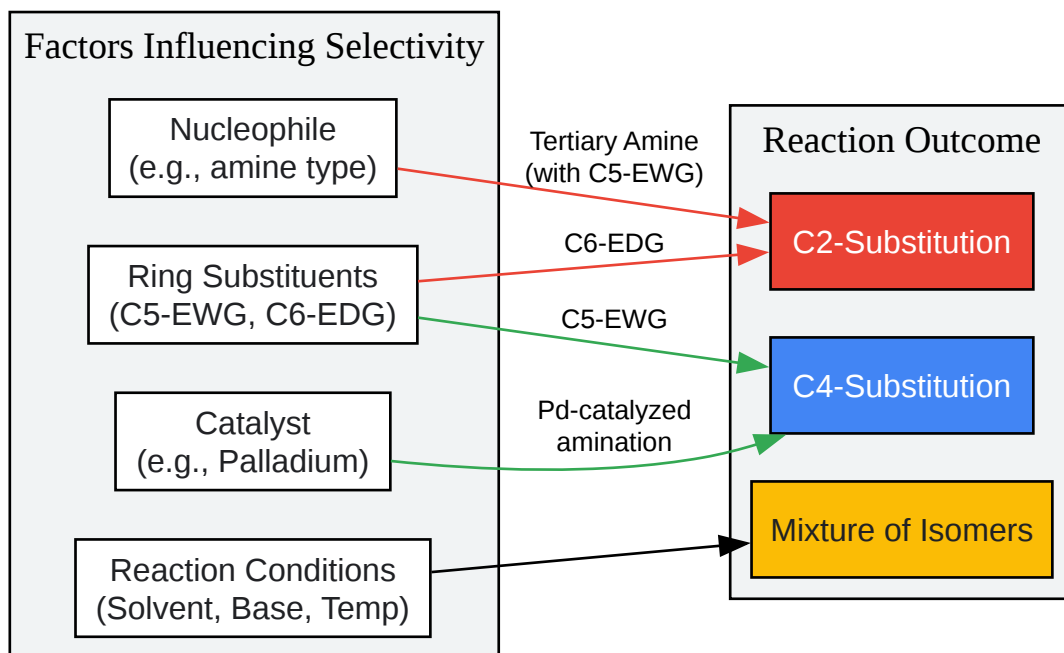 Factors Influencing Selectivity
Nucleophile
(e.g., amine type)
Ring Substituents
(C5-EWG, C6-EDG)
Catalyst
(e.g., Palladium)
Reaction Conditions
(Solvent, Base, Temp)
Tertiary Amine
(with C5-EWG)
C6-EDG
C5-EWG
Pd-catalyzed
amination
Reaction Outcome
C2-Substitution
C4-Substitution
Mixture of Isomers